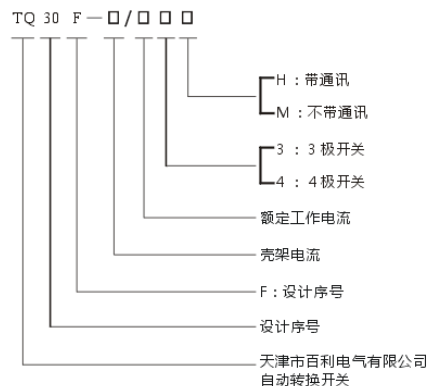 TQ 30 F—□/□□□
H：带通讯
M：不带通讯
3：3极开关
4：4极开关
额定工作电流
壳架电流
F：设计序号
设计序号
天津市百利电气有限公司
自动转换开关